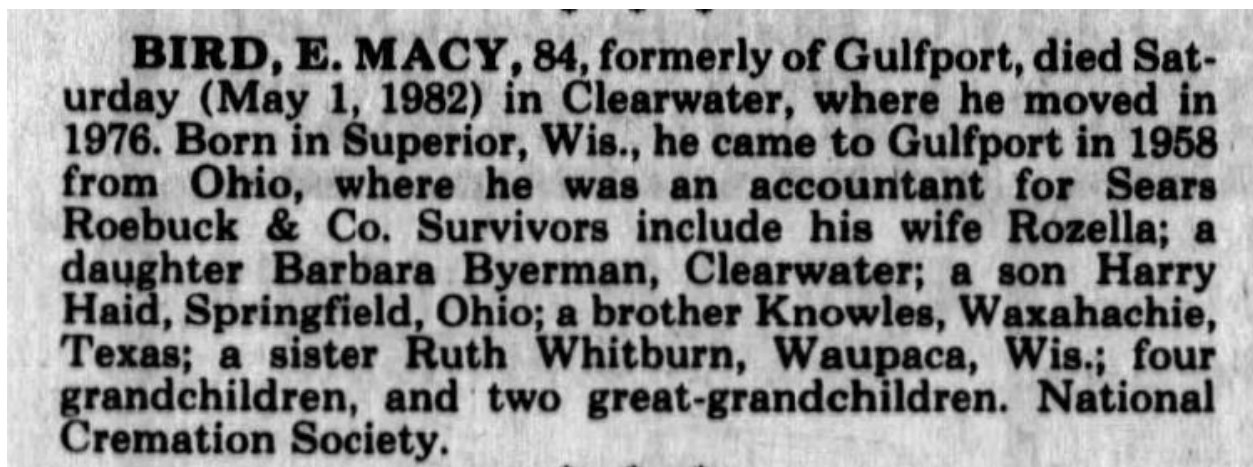 BIRD, E. MACY, 84, formerly of Gulfport, died Sat-
urday (May 1, 1982) in Clearwater, where he moved in
1976. Born in Superior, Wis., he came to Gulfport in 1958
from Ohio, where he was an accountant for Sears
Roebuck & Co. Survivors include his wife Rozella; a
daughter Barbara Byerman, Clearwater; a son Harry
Haid, Springfield, Ohio; a brother Knowles, Waxahachie,
Texas; a sister Ruth Whitburn, Waupaca, Wis.; four
grandchildren, and two great-grandchildren. National
Cremation Society.